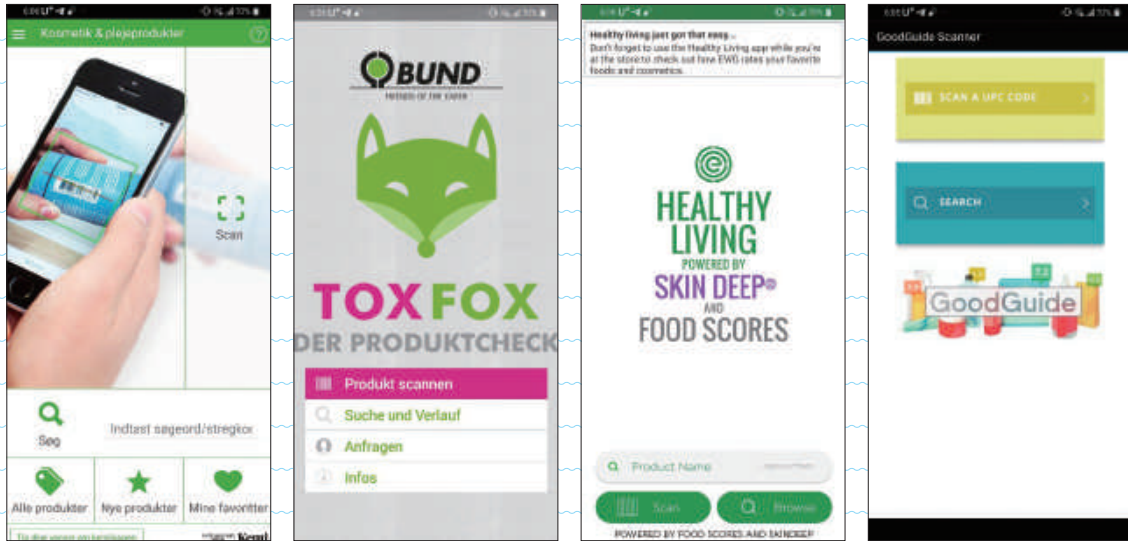 Kosmetik & plejeprodukter
Scan
Søg
Indtast søgeord/stregkor
Alle produkter
Nye produkter
Mine favoritter
BUND
FRIENDS OF THE EARTH
TOXFOX
DER PRODUKTCHECK
Produkt scannen
Suche und Verlauf
Anfragen
Infos
Healthy living just got that easy...
Don't forget to use the Healthy Living app while you're
at the store to check out how EWG rates your favorite
foods and cosmetics.
HEALTHY
LIVING
POWERED BY
SKIN DEEP®
AND
FOOD SCORES
Product Name
Scan
Browse
POWERED BY FOOD SCORES AND SKINDEEP
GoodGuide Scanner
SCAN A UPC CODE
SEARCH
GoodGuide